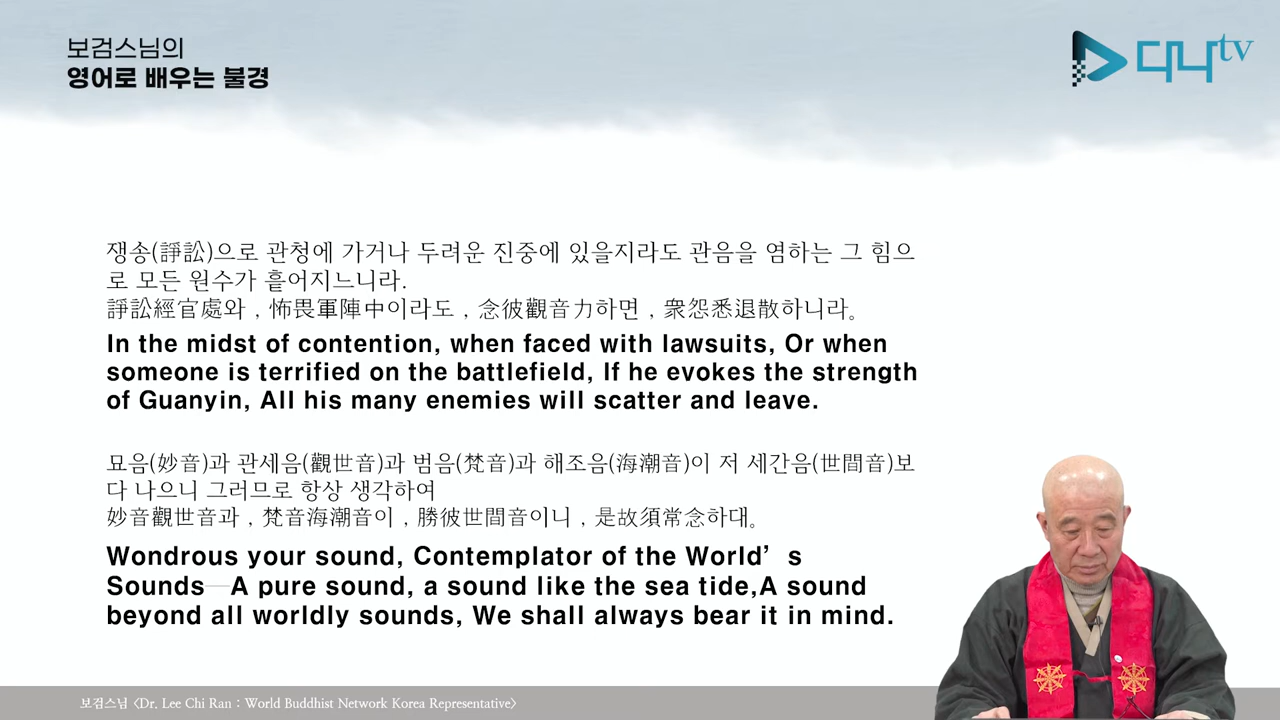 보검스님의
영어로 배우는 불경
다나tv
쟁송(諍訟)으로 관청에 가거나 두려운 진중에 있을지라도 관음을 염하는 그 힘으
로 모든 원수가 흩어지느니라.
諍訟經官處와 , 怖畏軍陣中이라도 , 念彼觀音力하면 , 衆怨悉退散하니라。
In the midst of contention, when faced with lawsuits, Or when
someone is terrified on the battlefield, If he evokes the strength
of Guanyin, All his many enemies will scatter and leave.
묘음(妙音)과 관세음(觀世音)과 범음(梵音)과 해조음(海潮音)이 저 세간음(世間音)보
다 나으니 그러므로 항상 생각하여
妙音觀世音과 , 梵音海潮音이 , 勝彼世間音이니 , 是故須常念하대。
Wondrous your sound, Contemplator of the World’s
Sounds—A pure sound, a sound like the sea tide,A sound
beyond all worldly sounds, We shall always bear it in mind.
보검스님 <Dr. Lee Chi Ran : World Buddhist Network Korea Representative>